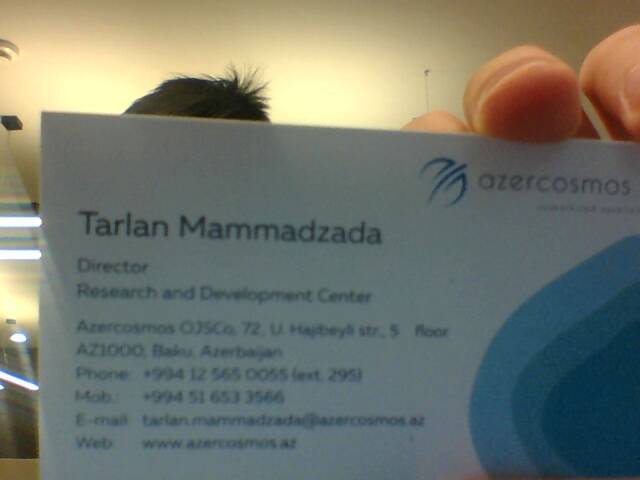 azercosmos
Tarlan Mammadzada
Director
Research and Development Center
Azercosmos OJSCo, 72, U. Hajibeyli str., 5 floor
AZ1000, Baku, Azerbaijan
Phone: +994 12 565 0055 (ext. 295)
Mob.: +994 51 653 3566
E-mail: tarlan.mammadzada@azercosmos.az
Web: www.azercosmos.az